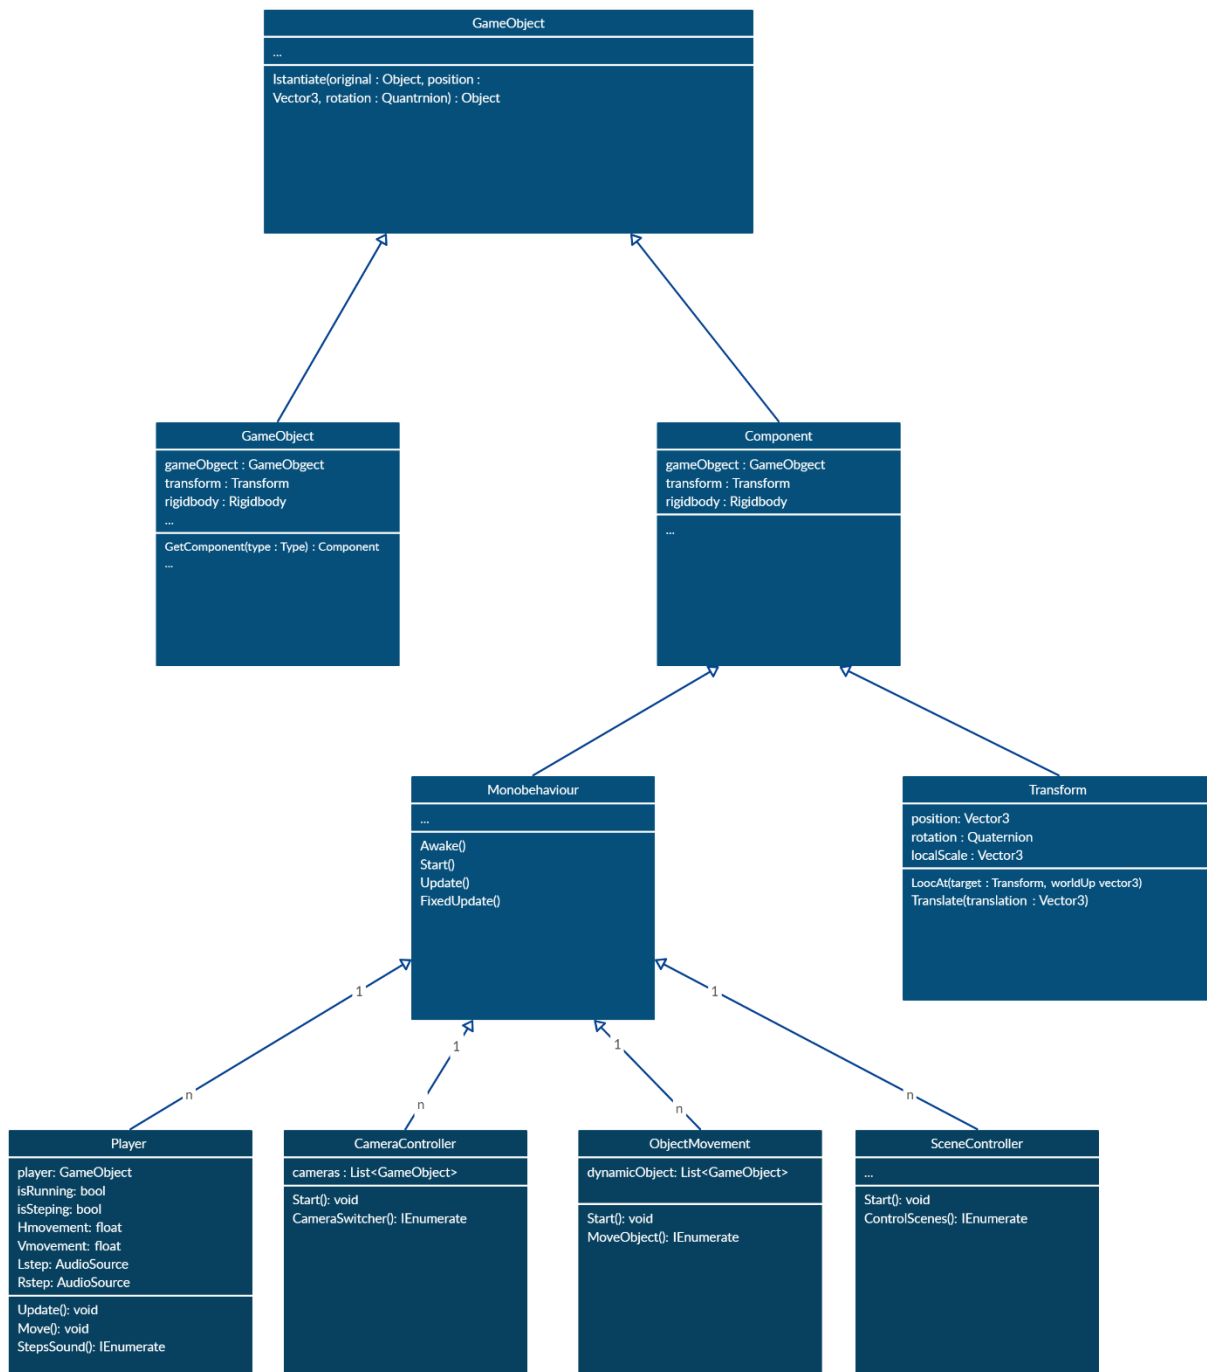 GameObject
...
Istantiate(original : Object, position :
Vector3, rotation : Quantrnion) : Object
GameObject
gameObgect : GameObgect
transform : Transform
rigidbody : Rigidbody
...
GetComponent(type : Type) : Component
...
Component
gameObgect : GameObgect
transform : Transform
rigidbody : Rigidbody
...
Monobehaviour
...
Awake()
Start()
Update()
FixedUpdate()
Transform
position: Vector3
rotation : Quaternion
localScale : Vector3
LoocAt(target : Transform, worldUp vector3)
Translate(translation : Vector3)
1
n
1
n
1
n
1
n
Player
player: GameObject
isRunning: bool
isSteping: bool
Hmovement: float
Vmovement: float
Lstep: AudioSource
Rstep: AudioSource
Update(): void
Move(): void
StepsSound(): IEnumerate
CameraController
cameras : List<GameObject>
Start(): void
CameraSwitcher(): IEnumerate
ObjectMovement
dynamicObject: List<GameObject>
Start(): void
MoveObject(): IEnumerate
SceneController
...
Start(): void
ControlScenes(): IEnumerate